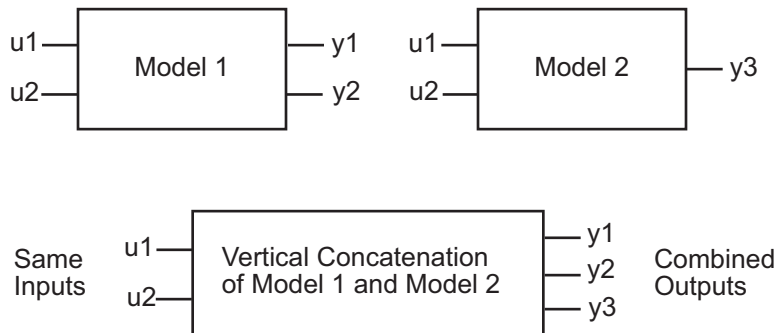 u1 Model 1 y1
u2 y2
u1 Model 2 y3
u2
Same Inputs
u1
u2
Vertical Concatenation
of Model 1 and Model 2
y1
y2
y3
Combined
Outputs